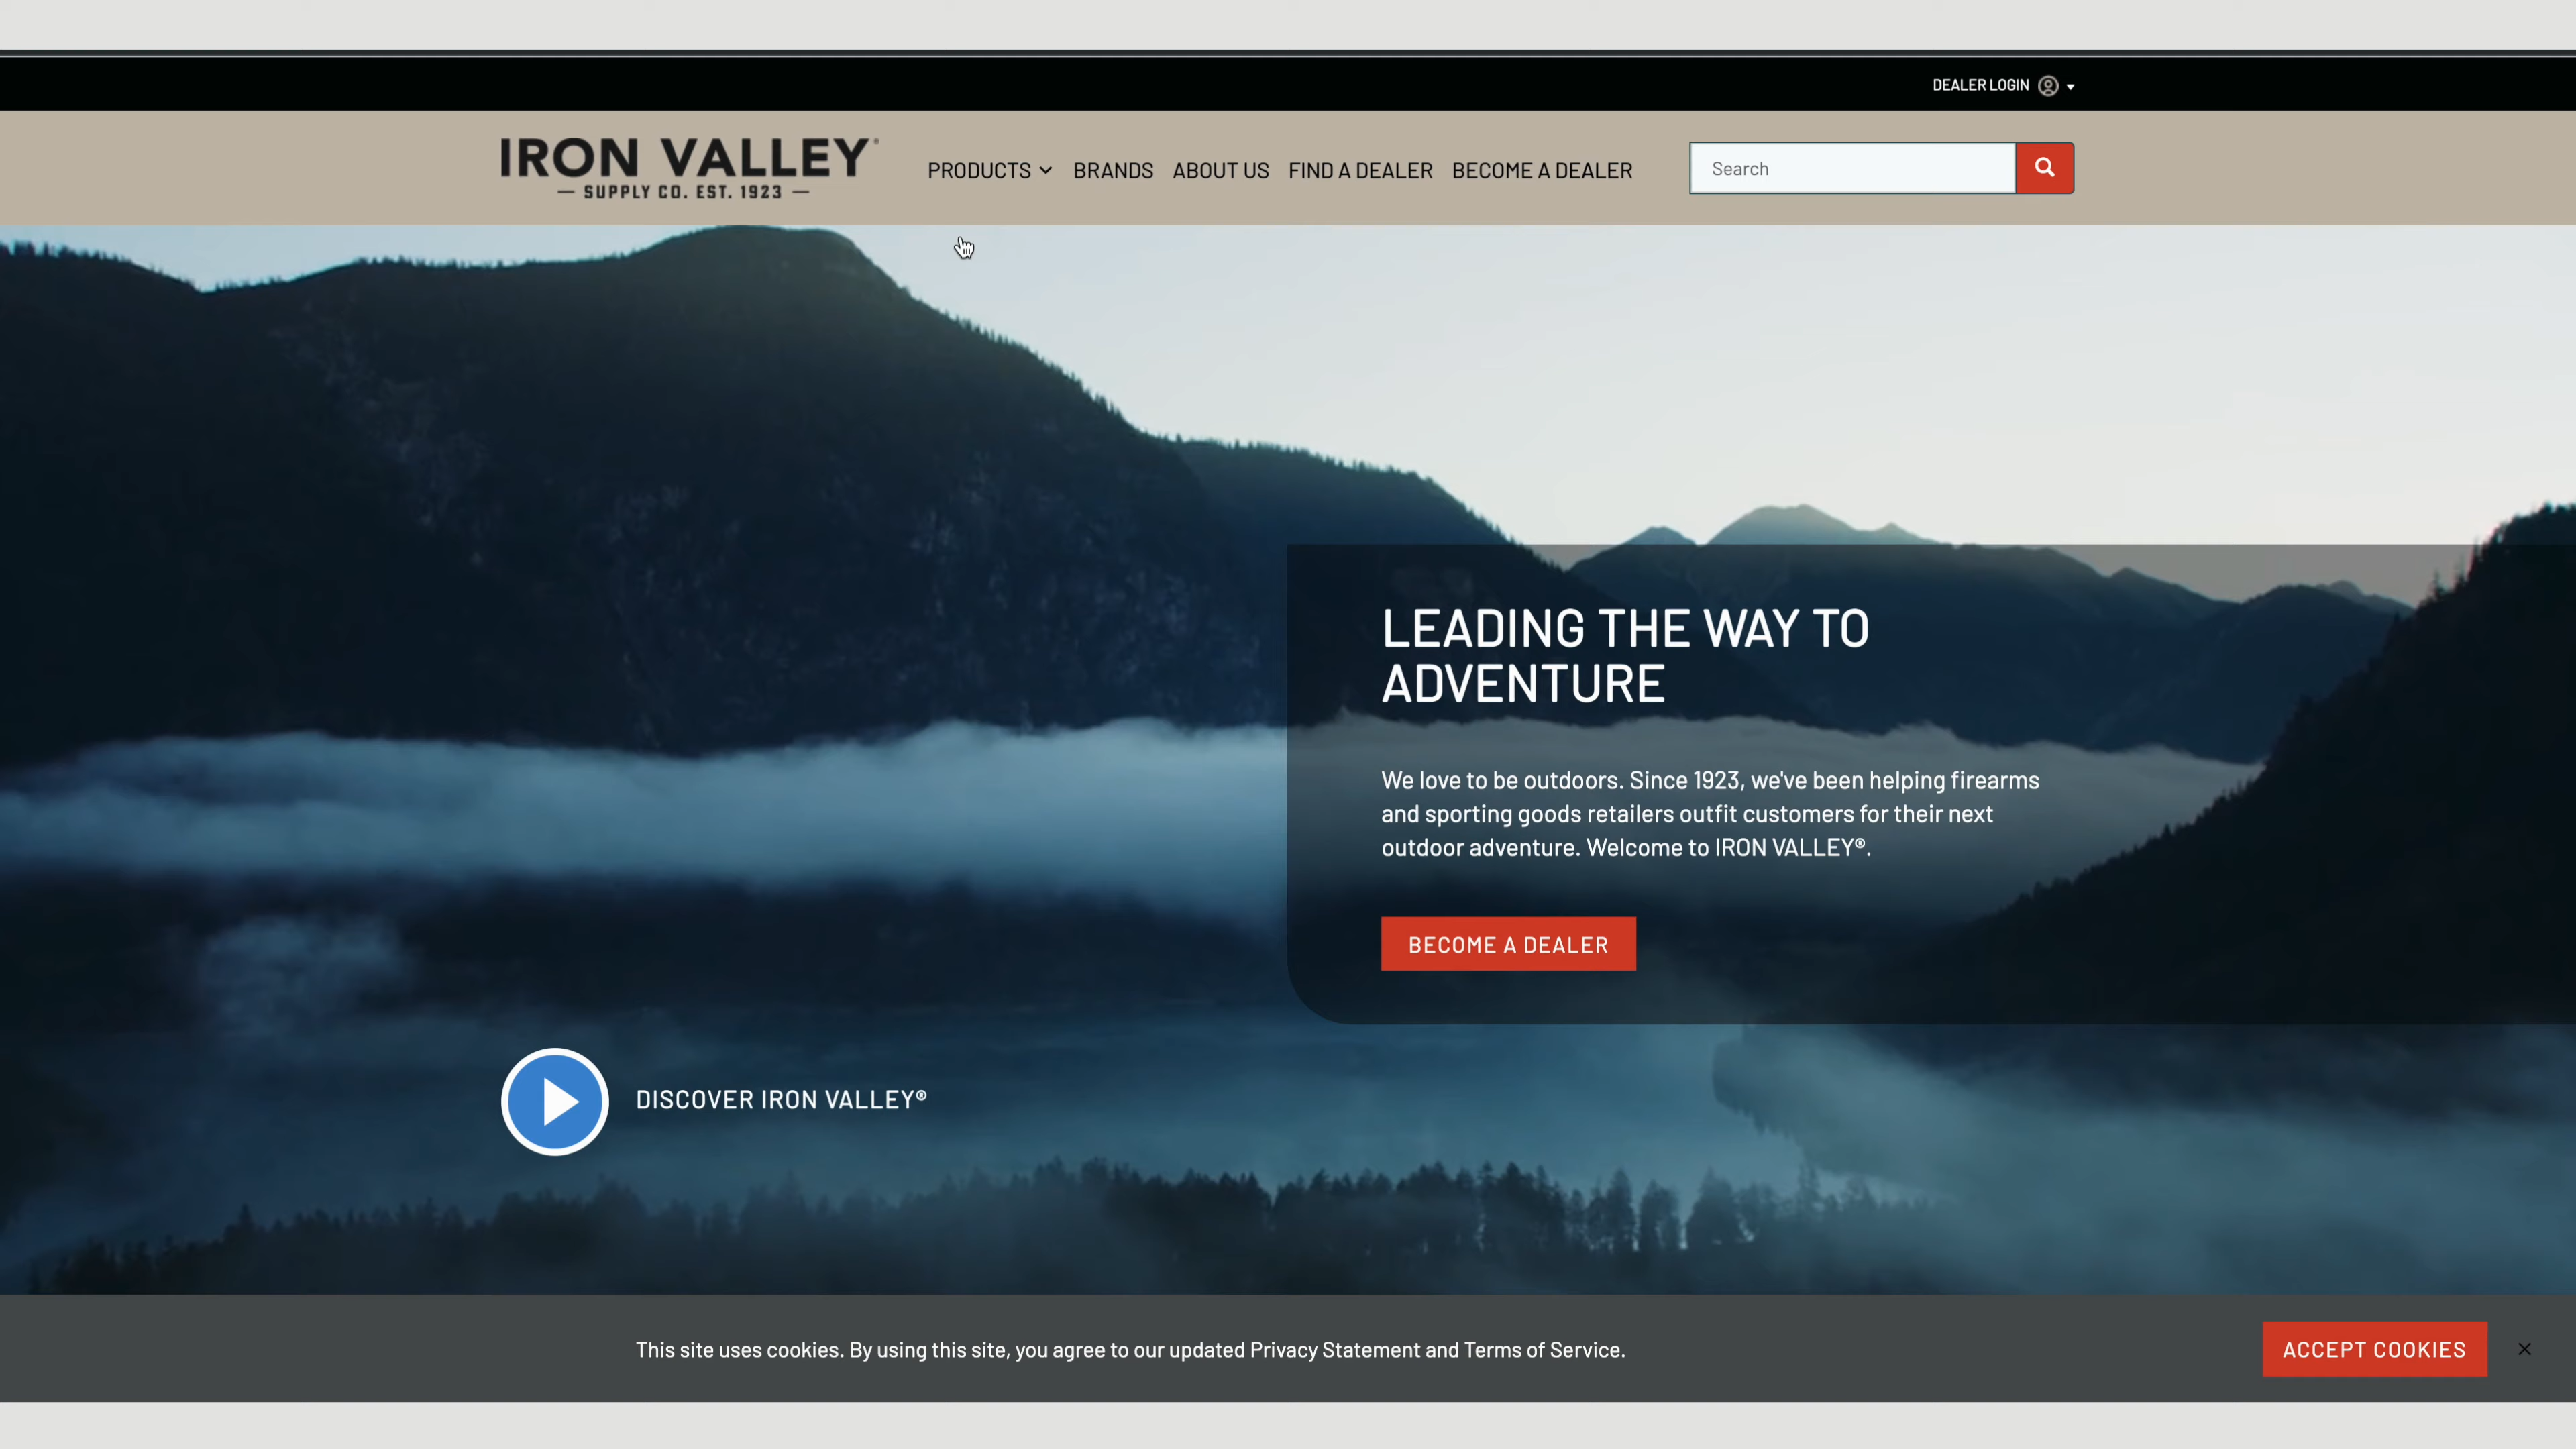 DEALER LOGIN
IRON VALLEY®
SUPPLY CO. EST. 1923
PRODUCTS
BRANDS
ABOUT US
FIND A DEALER
BECOME A DEALER
Search
LEADING THE WAY TO
ADVENTURE
We love to be outdoors. Since 1923, we've been helping firearms
and sporting goods retailers outfit customers for their next
outdoor adventure. Welcome to IRON VALLEY®.
BECOME A DEALER
DISCOVER IRON VALLEY®
This site uses cookies. By using this site, you agree to our updated Privacy Statement and Terms of Service.
ACCEPT COOKIES